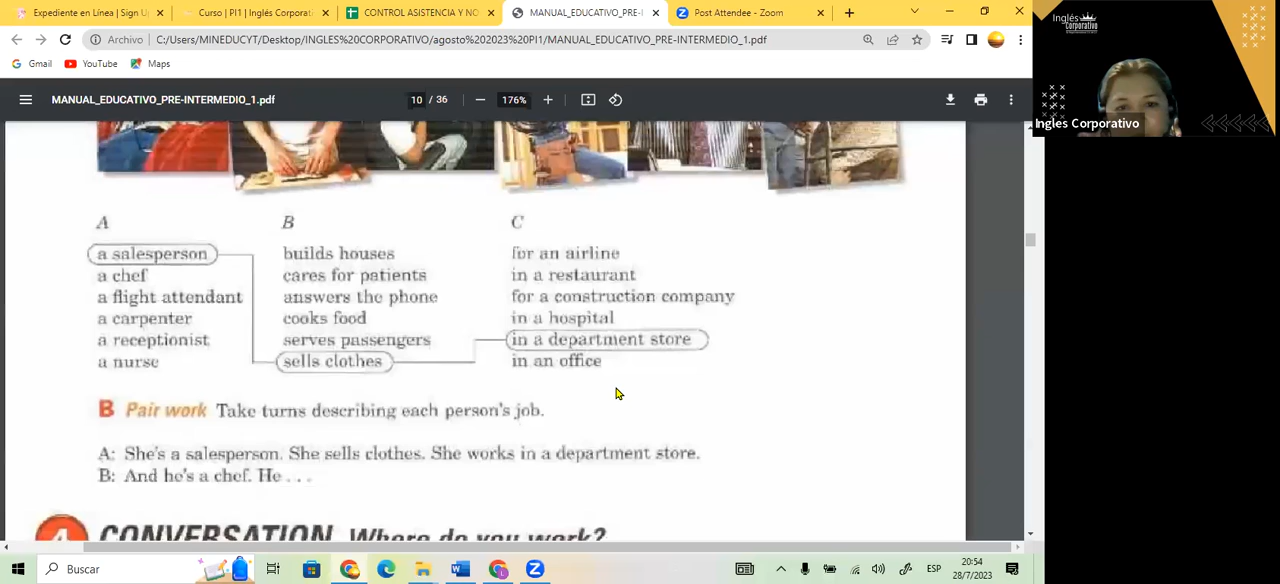 Expediente en Línea | Sign U
Curso | PI1 | Inglés Corporati
CONTROL ASISTENCIA Y NO
MANUAL_EDUCATIVO_PRE-I
Post Attendee - Zoom
Archivo
C:/Users/MINEDUCYT/Desktop/INGLES%20CORPORATIVO/agosto%202023%20PI1/MANUAL_EDUCATIVO_PRE-INTERMEDIO_1.pdf
Gmail YouTube Maps
MANUAL_EDUCATIVO_PRE-INTERMEDIO_1.pdf
10 / 36
176%
Inglés
Corporativo
Ingles Corporativo
A B C
a salesperson builds houses for an airline
a chef cares for patients in a restaurant
a flight attendant answers the phone for a construction company
a carpenter cooks food in a hospital
a receptionist serves passengers in a department store
a nurse sells clothes in an office
B Pair work Take turns describing each person's job.
A: She's a salesperson. She sells clothes. She works in a department store.
B: And he's a chef. He . . .
4 CONVERSATION Where do you work?
Buscar
ESP
20:54
28/7/2023